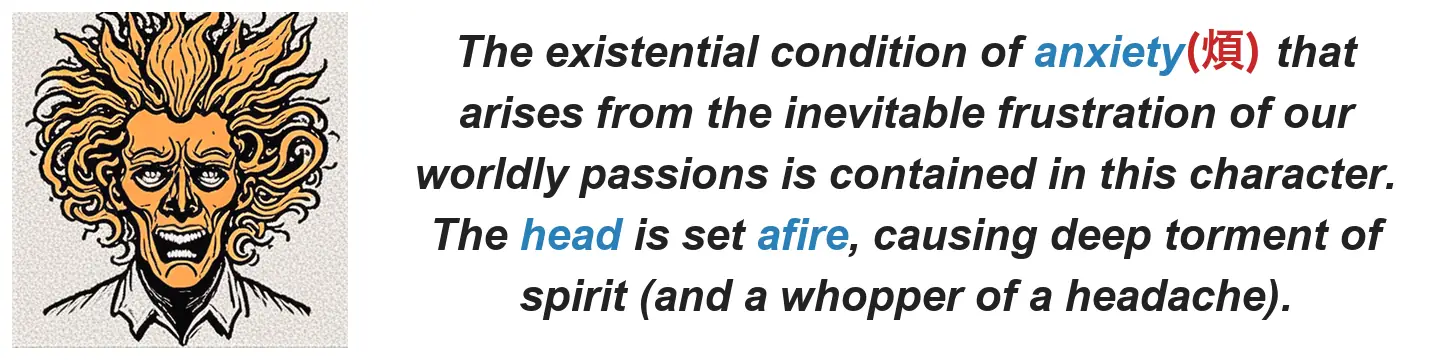 The existential condition of anxiety(煩) that
arises from the inevitable frustration of our
worldly passions is contained in this character.
The head is set afire, causing deep torment of
spirit (and a whopper of a headache).